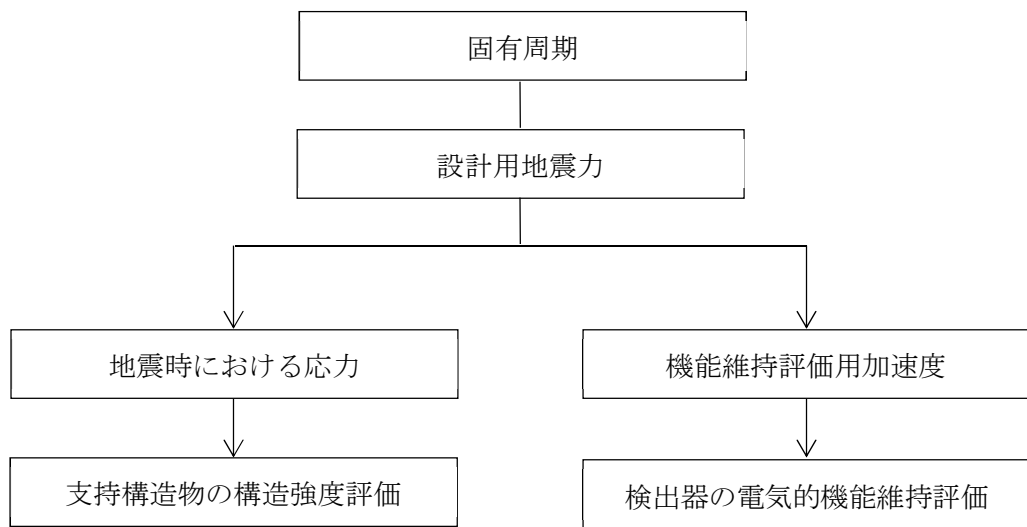 固有周期
設計用地震力
地震時における応力
機能維持評価用加速度
支持構造物の構造強度評価
検出器の電気的機能維持評価